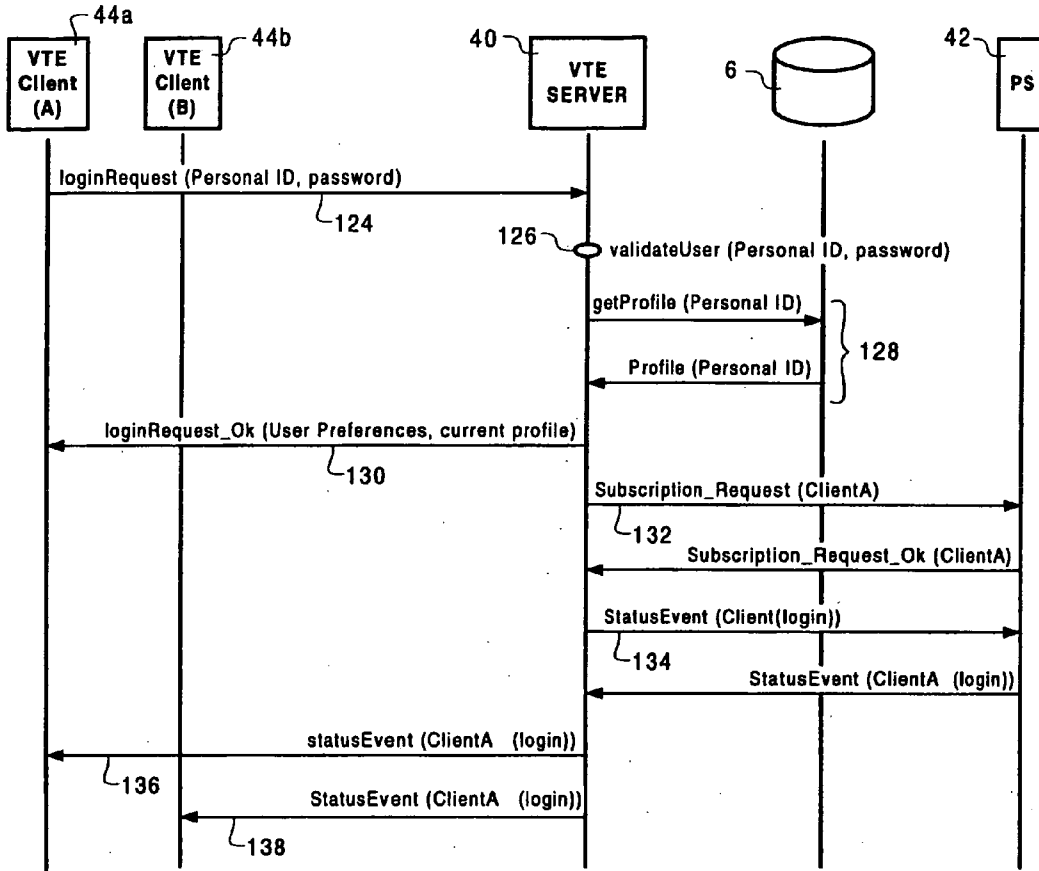 44a
44b
40
6
42
VTE
Client
(A)
VTE
Client
(B)
VTE
SERVER
PS
loginRequest (Personal ID, password)
124
126
validateUser (Personal ID, password)
getProfile (Personal ID)
128
Profile (Personal ID)
loginRequest_Ok (User Preferences, current profile)
130
Subscription_Request (ClientA)
132
Subscription_Request_Ok (ClientA)
StatusEvent (Client(login))
134
StatusEvent (ClientA (login))
statusEvent (ClientA (login))
136
StatusEvent (ClientA (login))
138